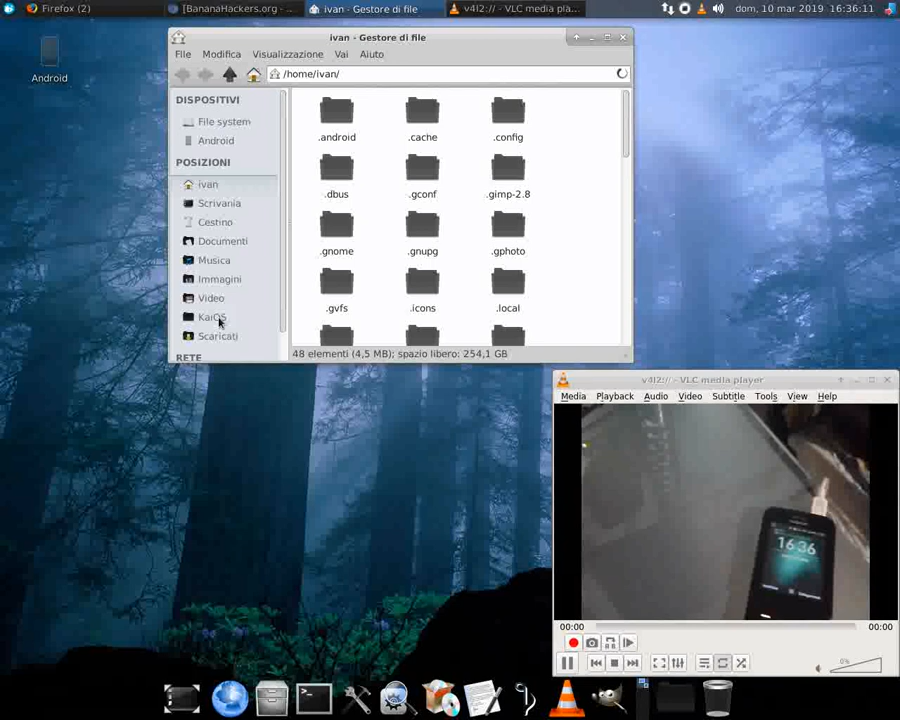 Firefox (2)
[BananaHackers.org - ...
ivan - Gestore di file
v4l2:// - VLC media pla...
dom, 10 mar 2019 16:36:11
Android
ivan - Gestore di file
File Modifica Visualizzazione Vai Aiuto
/home/ivan/
DISPOSITIVI
File system
Android
POSIZIONI
ivan
Scrivania
Cestino
Documenti
Musica
Immagini
Video
KaiOS
Scaricati
RETE
.android .cache .config
.dbus .gconf .gimp-2.8
.gnome .gnupg .gphoto
.gvfs .icons .local
48 elementi (4,5 MB); spazio libero: 254,1 GB
v4l2:// - VLC media player
Media Playback Audio Video Subtitle Tools View Help
16:36
00:00 00:00
0%